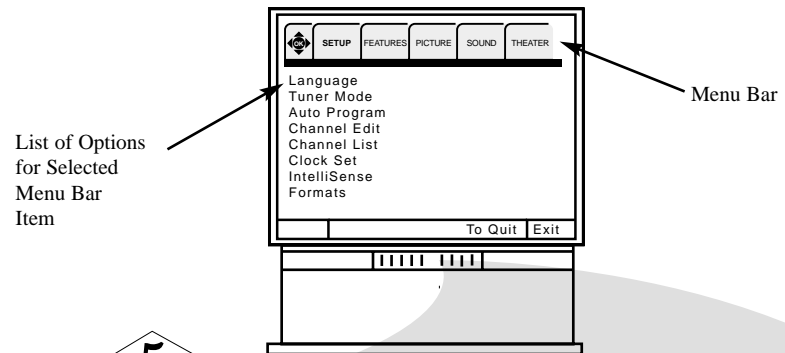 OK SETUP FEATURES PICTURE SOUND THEATER
Language
Tuner Mode
Auto Program
Channel Edit
Channel List
Clock Set
IntelliSense
Formats
To Quit Exit
Menu Bar
List of Options
for Selected
Menu Bar
Item
5